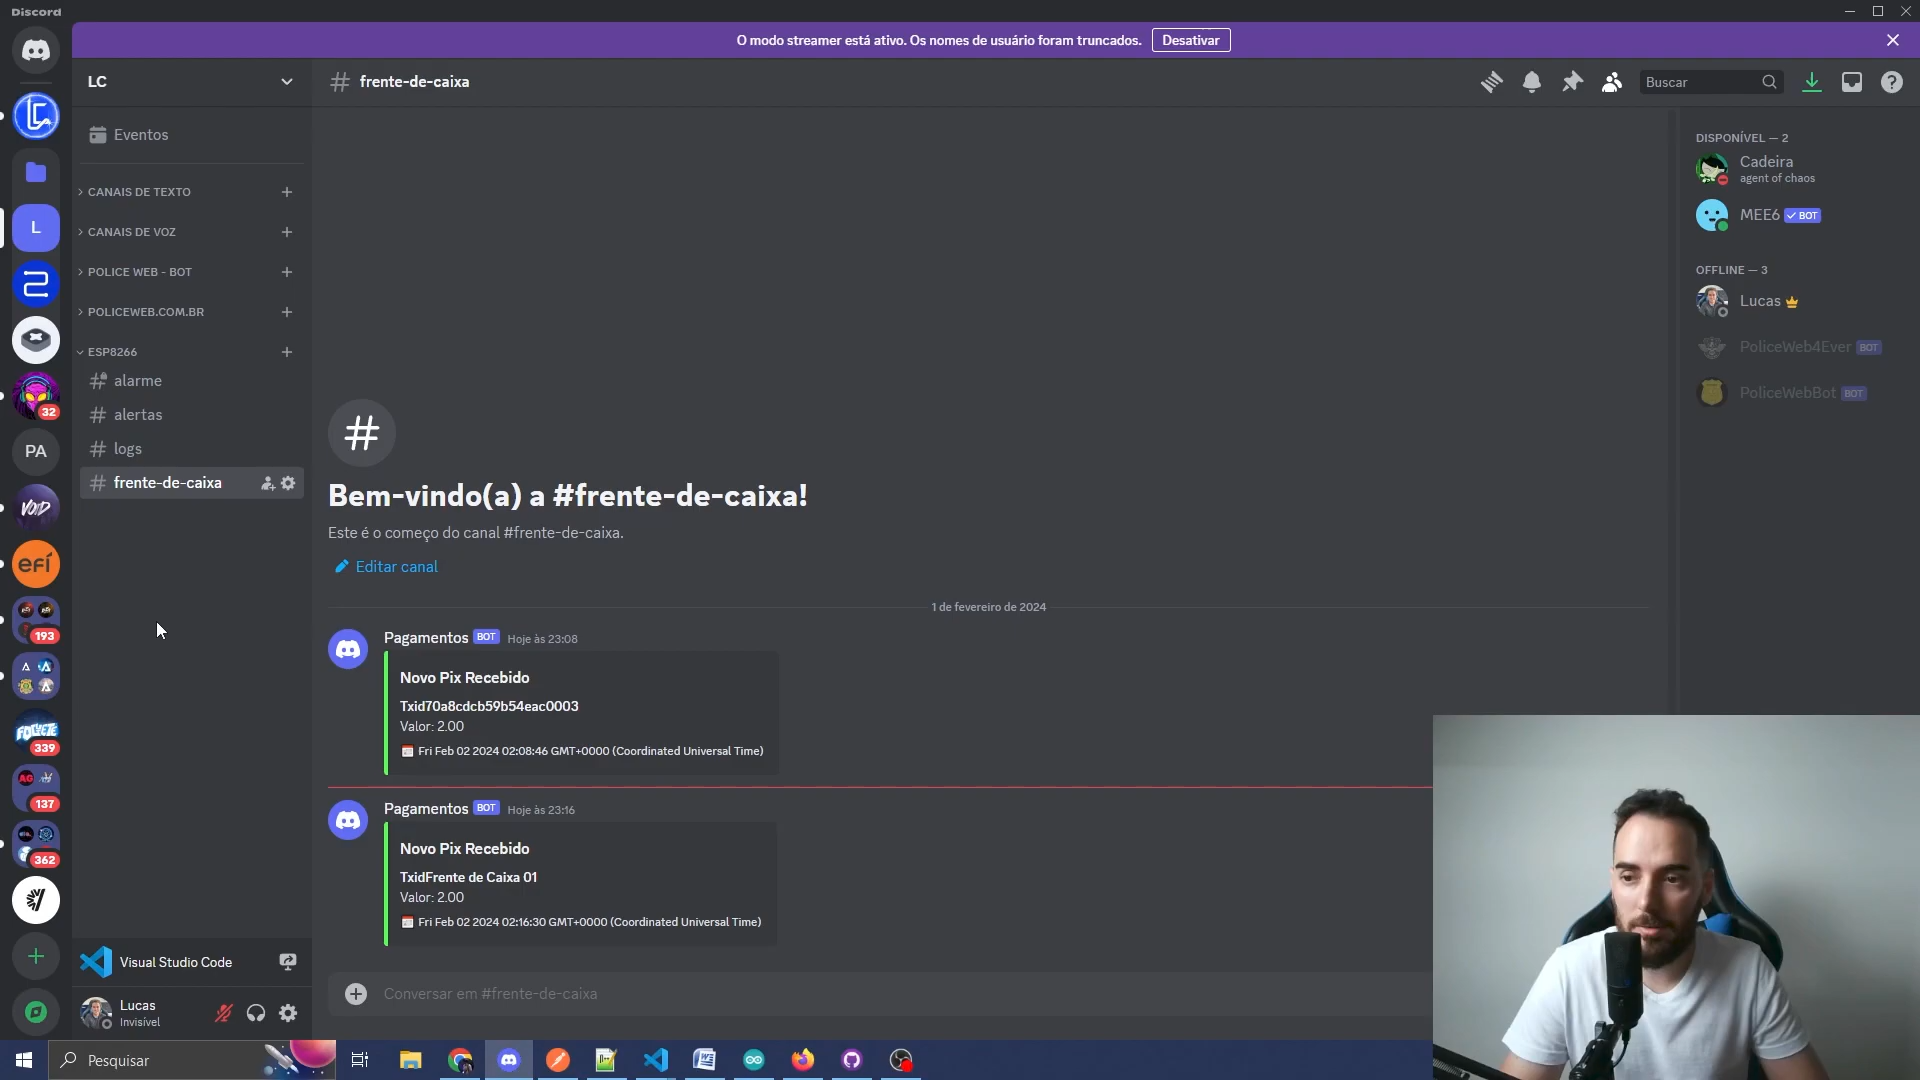 Discord
O modo streamer está ativo. Os nomes de usuário foram truncados.
Desativar
LC
frente-de-caixa
Buscar
Eventos
CANAIS DE TEXTO
CANAIS DE VOZ
POLICE WEB - BOT
POLICEWEB.COM.BR
ESP8266
alarme
alertas
logs
frente-de-caixa
L
32
PA
VOID
efí
193
339
AG
137
362
Bem-vindo(a) a #frente-de-caixa!
Este é o começo do canal #frente-de-caixa.
Editar canal
1 de fevereiro de 2024
Pagamentos BOT Hoje às 23:08
Novo Pix Recebido
Txid70a8cdcb59b54eac0003
Valor: 2.00
Fri Feb 02 2024 02:08:46 GMT+0000 (Coordinated Universal Time)
Pagamentos BOT Hoje às 23:16
Novo Pix Recebido
TxidFrente de Caixa 01
Valor: 2.00
Fri Feb 02 2024 02:16:30 GMT+0000 (Coordinated Universal Time)
Conversar em #frente-de-caixa
DISPONÍVEL — 2
Cadeira
agent of chaos
MEE6 BOT
OFFLINE — 3
Lucas
PoliceWeb4Ever BOT
PoliceWebBot BOT
Visual Studio Code
Lucas
Invisível
Pesquisar